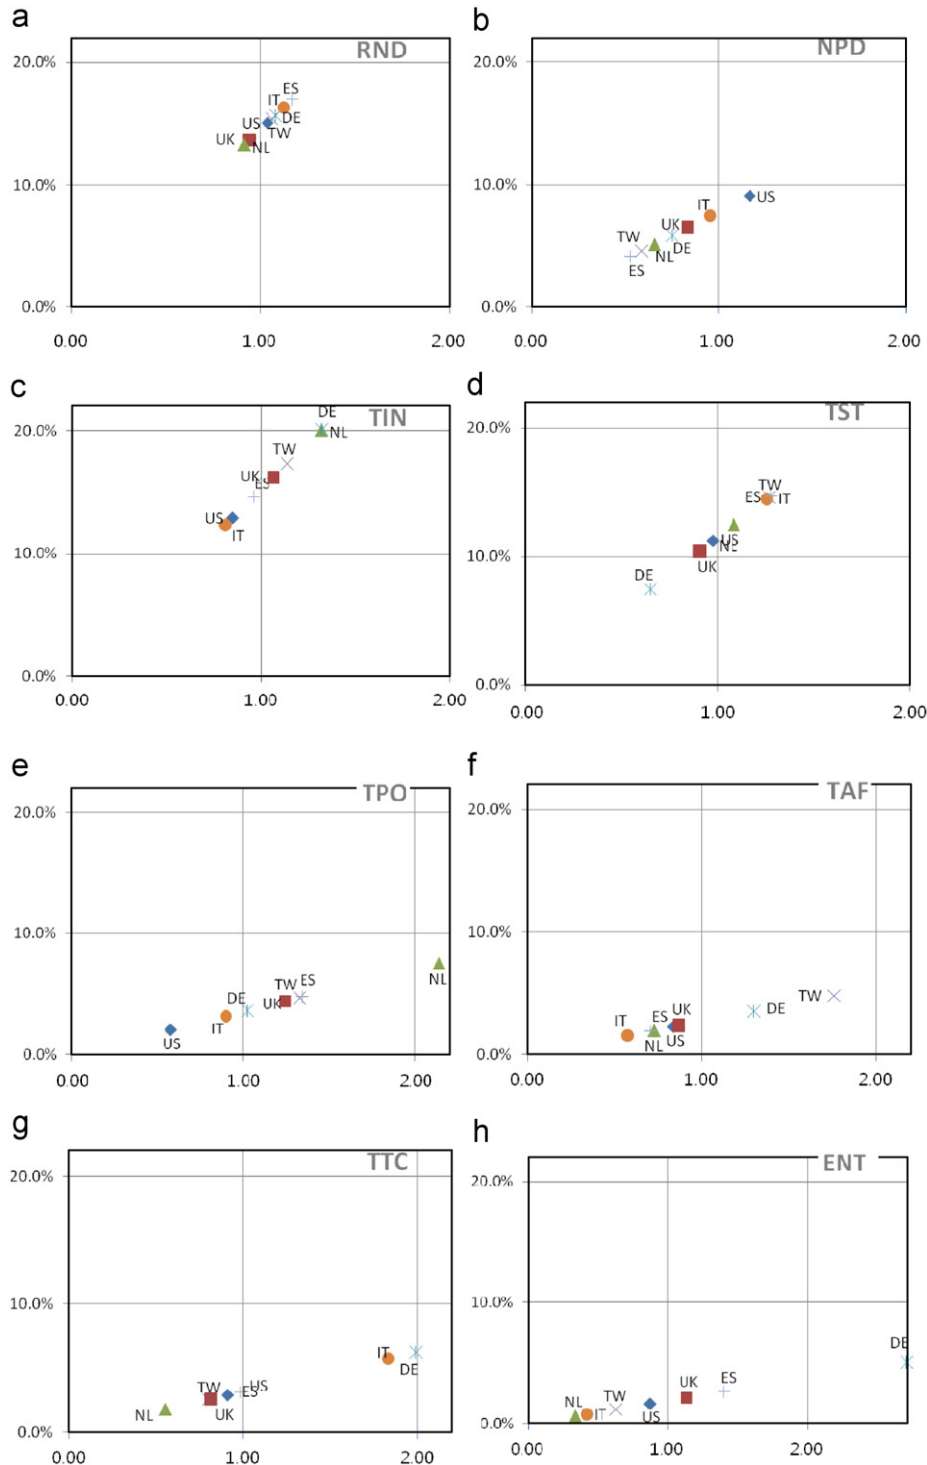 a
RND
20.0%
ES
IT
DE
US
TW
UK
NL
10.0%
0.0%
0.00
1.00
2.00
b
NPD
20.0%
10.0%
US
IT
UK
TW
DE
NL
ES
0.0%
0.00
1.00
2.00
c
DE
TIN
20.0%
NL
TW
UK
ES
US
IT
10.0%
0.0%
0.00
1.00
2.00
d
TST
20.0%
TW
ES
IT
US
NL
10.0%
UK
DE
0.0%
0.00
1.00
2.00
e
TPO
20.0%
10.0%
NL
TW
ES
DE
UK
IT
US
0.0%
0.00
1.00
2.00
f
TAF
20.0%
10.0%
TW
DE
UK
ES
IT
US
NL
0.0%
0.00
1.00
2.00
g
TTC
20.0%
10.0%
IT
DE
US
ES
TW
UK
NL
0.0%
0.00
1.00
2.00
h
ENT
20.0%
10.0%
DE
ES
UK
TW
NL
IT
US
0.0%
0.00
1.00
2.00